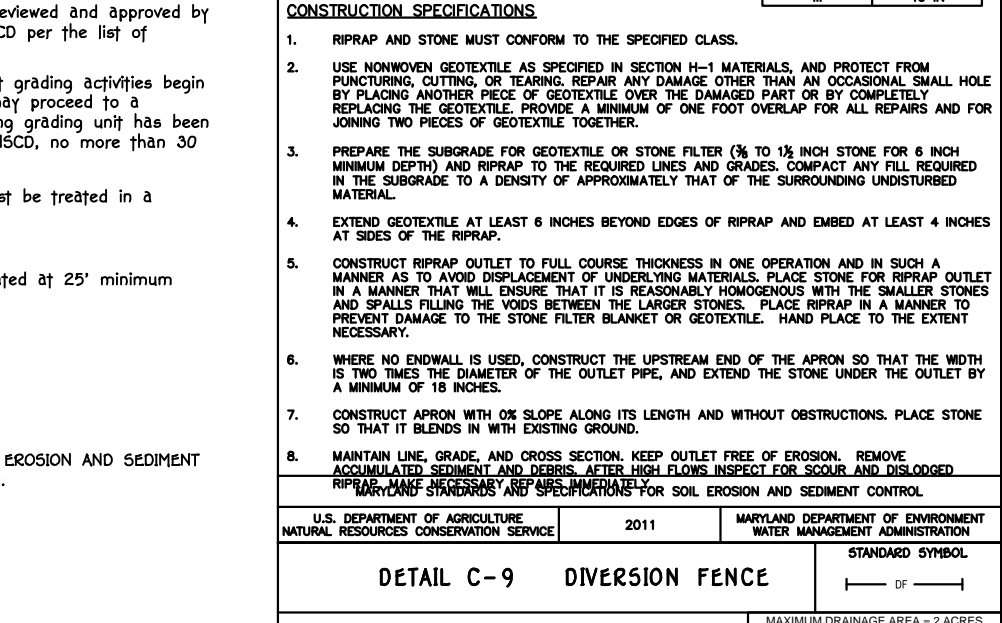 eviewed and approved by
CD per the list of
t grading activities begin
nay proceed to a
ng grading unit has been
ISCD, no more than 30
st be treated in a
ated at 25' minimum
EROSION AND SEDIMENT
.
CONSTRUCTION SPECIFICATIONS
1. RIPRAP AND STONE MUST CONFORM TO THE SPECIFIED CLASS.
2. USE NONWOVEN GEOTEXTILE AS SPECIFIED IN SECTION H-1 MATERIALS, AND PROTECT FROM
PUNCTURING, CUTTING, OR TEARING. REPAIR ANY DAMAGE OTHER THAN AN OCCASIONAL SMALL HOLE
BY PLACING ANOTHER PIECE OF GEOTEXTILE OVER THE DAMAGED PART OR BY COMPLETELY
REPLACING THE GEOTEXTILE. PROVIDE A MINIMUM OF ONE FOOT OVERLAP FOR ALL REPAIRS AND FOR
JOINING TWO PIECES OF GEOTEXTILE TOGETHER.
3. PREPARE THE SUBGRADE FOR GEOTEXTILE OR STONE FILTER (⅜ TO 1½ INCH STONE FOR 6 INCH
MINIMUM DEPTH) AND RIPRAP TO THE REQUIRED LINES AND GRADES. COMPACT ANY FILL REQUIRED
IN THE SUBGRADE TO A DENSITY OF APPROXIMATELY THAT OF THE SURROUNDING UNDISTURBED
MATERIAL.
4. EXTEND GEOTEXTILE AT LEAST 6 INCHES BEYOND EDGES OF RIPRAP AND EMBED AT LEAST 4 INCHES
AT SIDES OF THE RIPRAP.
5. CONSTRUCT RIPRAP OUTLET TO FULL COURSE THICKNESS IN ONE OPERATION AND IN SUCH A
MANNER AS TO AVOID DISPLACEMENT OF UNDERLYING MATERIALS. PLACE STONE FOR RIPRAP OUTLET
IN A MANNER THAT WILL ENSURE THAT IT IS REASONABLY HOMOGENOUS WITH THE SMALLER STONES
AND SPALLS FILLING THE VOIDS BETWEEN THE LARGER STONES. PLACE RIPRAP IN A MANNER TO
PREVENT DAMAGE TO THE STONE FILTER BLANKET OR GEOTEXTILE. HAND PLACE TO THE EXTENT
NECESSARY.
6. WHERE NO ENDWALL IS USED, CONSTRUCT THE UPSTREAM END OF THE APRON SO THAT THE WIDTH
IS TWO TIMES THE DIAMETER OF THE OUTLET PIPE, AND EXTEND THE STONE UNDER THE OUTLET BY
A MINIMUM OF 18 INCHES.
7. CONSTRUCT APRON WITH 0% SLOPE ALONG ITS LENGTH AND WITHOUT OBSTRUCTIONS. PLACE STONE
SO THAT IT BLENDS IN WITH EXISTING GROUND.
8. MAINTAIN LINE, GRADE, AND CROSS SECTION. KEEP OUTLET FREE OF EROSION. REMOVE
ACCUMULATED SEDIMENT AND DEBRIS. AFTER HIGH FLOWS INSPECT FOR SCOUR AND DISLODGED
RIPRAP. MAKE NECESSARY REPAIRS IMMEDIATELY.
MARYLAND STANDARDS AND SPECIFICATIONS FOR SOIL EROSION AND SEDIMENT CONTROL
U.S. DEPARTMENT OF AGRICULTURE
NATURAL RESOURCES CONSERVATION SERVICE
2011
MARYLAND DEPARTMENT OF ENVIRONMENT
WATER MANAGEMENT ADMINISTRATION
DETAIL C-9 DIVERSION FENCE
STANDARD SYMBOL
DF
MAXIMUM DRAINAGE AREA = 2 ACRES